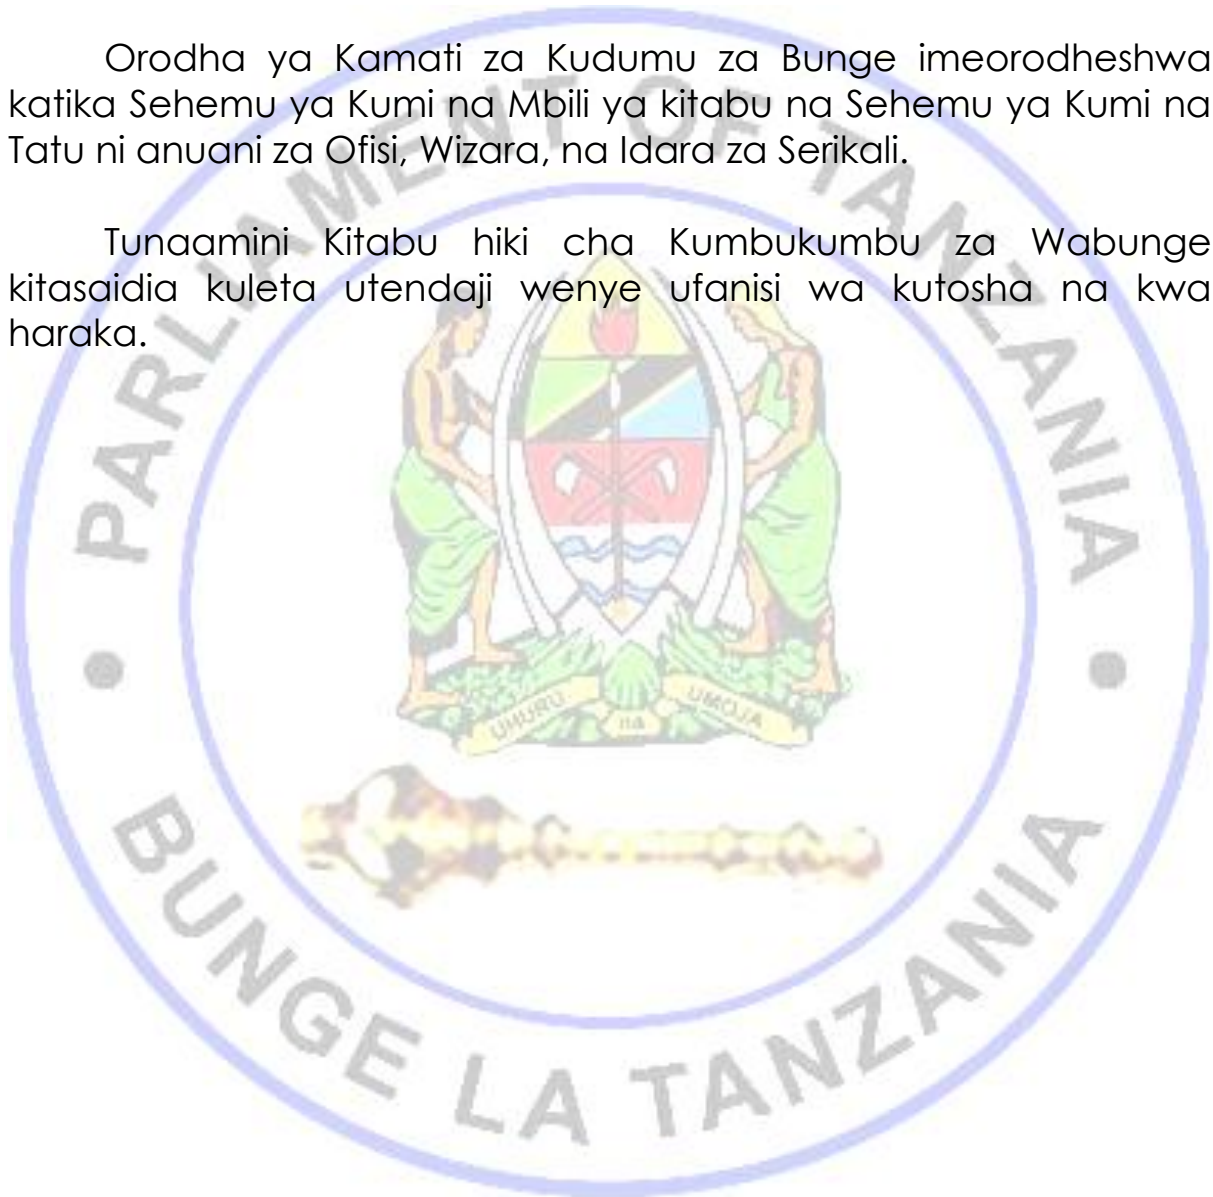 Orodha ya Kamati za Kudumu za Bunge imeorodheshwa
katika Sehemu ya Kumi na Mbili ya kitabu na Sehemu ya Kumi na
Tatu ni anuani za Ofisi, Wizara, na Idara za Serikali.
Tunaamini Kitabu hiki cha Kumbukumbu za Wabunge
kitasaidia kuleta utendaji wenye ufanisi wa kutosha na kwa
haraka.
PARLIAMENT OF TANZANIA
UHURU na UMOJA
BUNGE LA TANZANIA